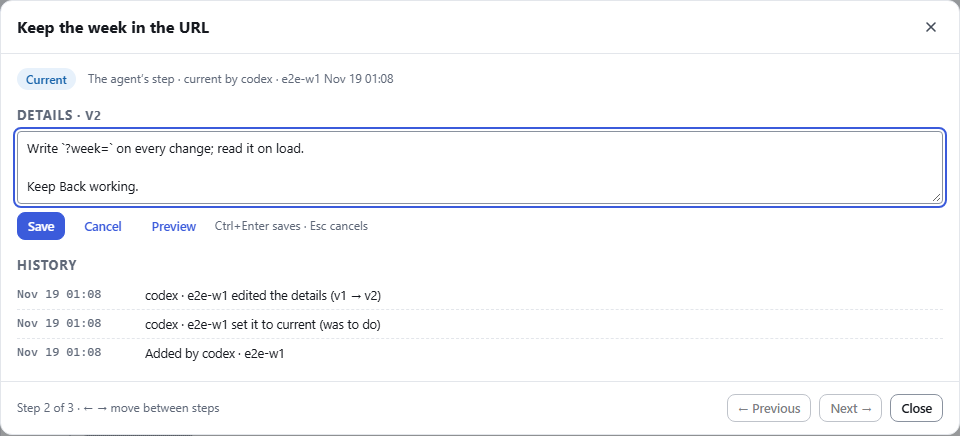 Keep the week in the URL
Current The agent's step · current by codex · e2e-w1 Nov 19 01:08
DETAILS · V2
Write `?week=` on every change; read it on load.
Keep Back working.
Save Cancel Preview Ctrl+Enter saves · Esc cancels
HISTORY
Nov 19 01:08 codex · e2e-w1 edited the details (v1 → v2)
Nov 19 01:08 codex · e2e-w1 set it to current (was to do)
Nov 19 01:08 Added by codex · e2e-w1
Step 2 of 3 · ← → move between steps ← Previous Next → Close